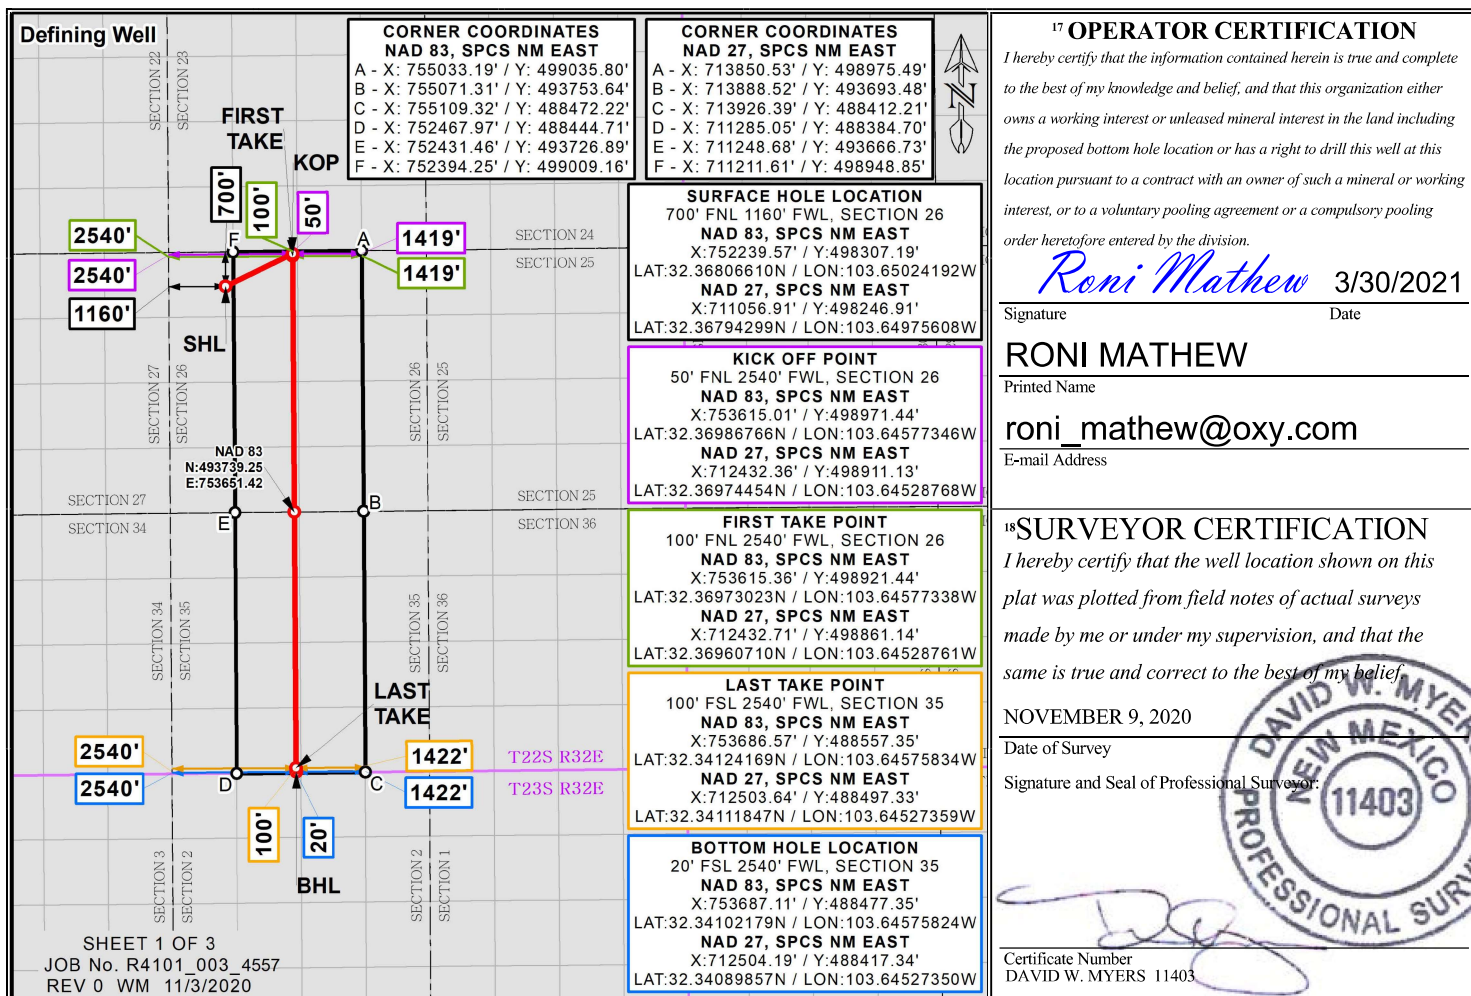 Defining Well
SECTION 22
SECTION 23
FIRST
TAKE
KOP
CORNER COORDINATES
NAD 83, SPCS NM EAST
A - X: 755033.19' / Y: 499035.80'
B - X: 755071.31' / Y: 493753.64'
C - X: 755109.32' / Y: 488472.22'
D - X: 752467.97' / Y: 488444.71'
E - X: 752431.46' / Y: 493726.89'
F - X: 752394.25' / Y: 499009.16'
CORNER COORDINATES
NAD 27, SPCS NM EAST
A - X: 713850.53' / Y: 498975.49'
B - X: 713888.52' / Y: 493693.48'
C - X: 713926.39' / Y: 488412.21'
D - X: 711285.05' / Y: 488384.70'
E - X: 711248.68' / Y: 493666.73'
F - X: 711211.61' / Y: 498948.85'
N
700'
100'
50'
2540'
2540'
1160'
F
A
1419'
1419'
SECTION 24
SECTION 25
SHL
SECTION 27
SECTION 26
SECTION 26
SECTION 25
NAD 83
N:493739.25
E:753651.42
SECTION 27
SECTION 34
E
B
SECTION 25
SECTION 36
SECTION 34
SECTION 35
SECTION 35
SECTION 36
LAST
TAKE
2540'
2540'
D
C
1422'
1422'
T22S R32E
T23S R32E
100'
20'
BHL
SECTION 3
SECTION 2
SECTION 2
SECTION 1
SHEET 1 OF 3
JOB No. R4101_003_4557
REV 0 WM 11/3/2020
SURFACE HOLE LOCATION
700' FNL 1160' FWL, SECTION 26
NAD 83, SPCS NM EAST
X:752239.57' / Y:498307.19'
LAT:32.36806610N / LON:103.65024192W
NAD 27, SPCS NM EAST
X:711056.91' / Y:498246.91'
LAT:32.36794299N / LON:103.64975608W
KICK OFF POINT
50' FNL 2540' FWL, SECTION 26
NAD 83, SPCS NM EAST
X:753615.01' / Y:498971.44'
LAT:32.36986766N / LON:103.64577346W
NAD 27, SPCS NM EAST
X:712432.36' / Y:498911.13'
LAT:32.36974454N / LON:103.64528768W
FIRST TAKE POINT
100' FNL 2540' FWL, SECTION 26
NAD 83, SPCS NM EAST
X:753615.36' / Y:498921.44'
LAT:32.36973023N / LON:103.64577338W
NAD 27, SPCS NM EAST
X:712432.71' / Y:498861.14'
LAT:32.36960710N / LON:103.64528761W
LAST TAKE POINT
100' FSL 2540' FWL, SECTION 35
NAD 83, SPCS NM EAST
X:753686.57' / Y:488557.35'
LAT:32.34124169N / LON:103.64575834W
NAD 27, SPCS NM EAST
X:712503.64' / Y:488497.33'
LAT:32.34111847N / LON:103.64527359W
BOTTOM HOLE LOCATION
20' FSL 2540' FWL, SECTION 35
NAD 83, SPCS NM EAST
X:753687.11' / Y:488477.35'
LAT:32.34102179N / LON:103.64575824W
NAD 27, SPCS NM EAST
X:712504.19' / Y:488417.34'
LAT:32.34089857N / LON:103.64527350W
17 OPERATOR CERTIFICATION
I hereby certify that the information contained herein is true and complete
to the best of my knowledge and belief, and that this organization either
owns a working interest or unleased mineral interest in the land including
the proposed bottom hole location or has a right to drill this well at this
location pursuant to a contract with an owner of such a mineral or working
interest, or to a voluntary pooling agreement or a compulsory pooling
order heretofore entered by the division.
Roni Mathew 3/30/2021
Signature Date
RONI MATHEW
Printed Name
roni_mathew@oxy.com
E-mail Address
18 SURVEYOR CERTIFICATION
I hereby certify that the well location shown on this
plat was plotted from field notes of actual surveys
made by me or under my supervision, and that the
same is true and correct to the best of my belief.
NOVEMBER 9, 2020
Date of Survey
Signature and Seal of Professional Surveyor:
DAVID W. MYERS
NEW MEXICO
11403
PROFESSIONAL
Certificate Number
DAVID W. MYERS 11403